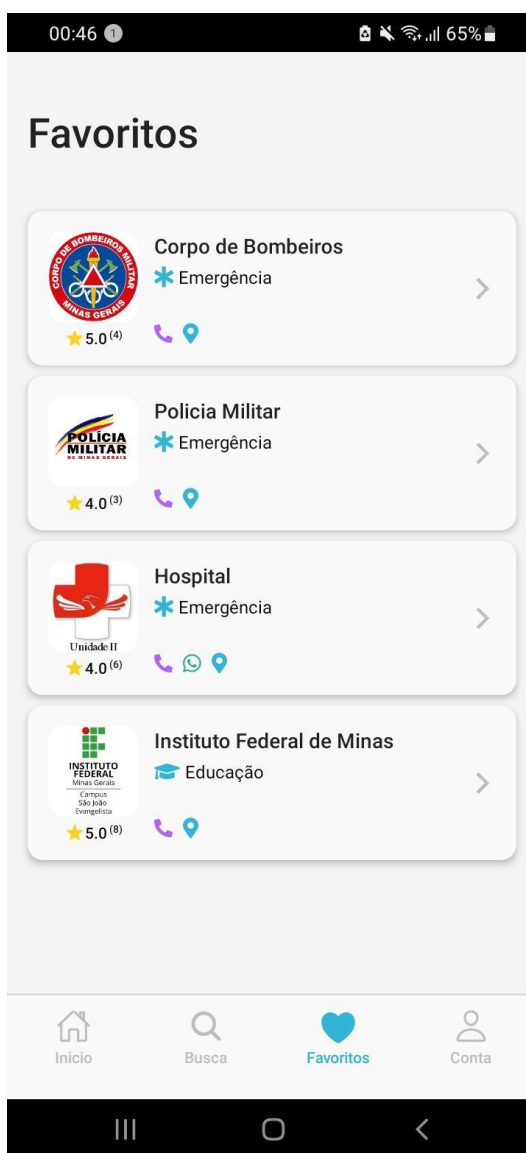 00:46 1 65%
Favoritos
CORPO DE BOMBEIROS MILITAR
MINAS GERAIS
Corpo de Bombeiros
Emergência
5.0 (4)
POLÍCIA
MILITAR
DE MINAS GERAIS
Policia Militar
Emergência
4.0 (3)
Unidade II
Hospital
Emergência
4.0 (6)
INSTITUTO
FEDERAL
Minas Gerais
Campus
São João
Evangelista
Instituto Federal de Minas
Educação
5.0 (8)
Inicio
Busca
Favoritos
Conta